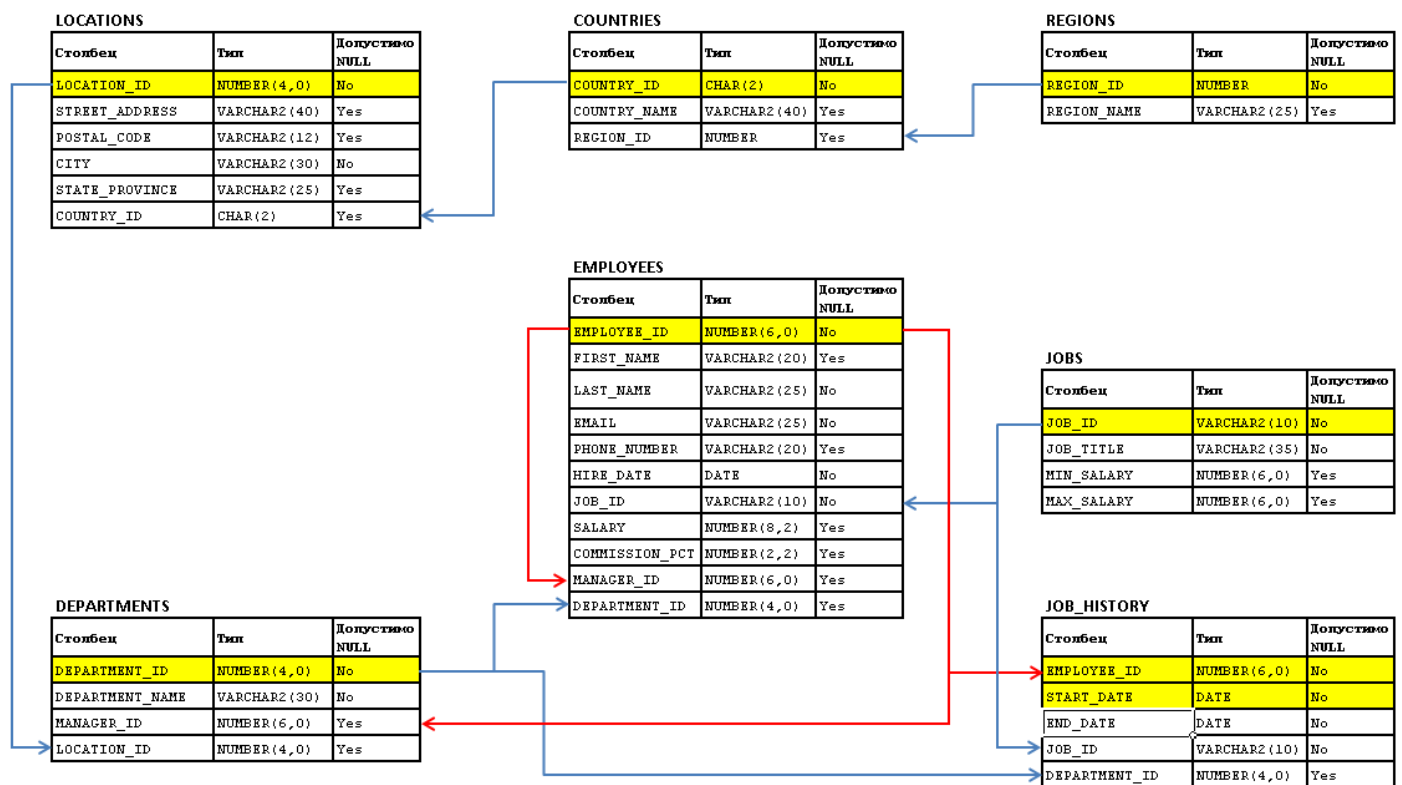 LOCATIONS
Столбец Тип Допустимо NULL
LOCATION_ID NUMBER(4,0) No
STREET_ADDRESS VARCHAR2(40) Yes
POSTAL_CODE VARCHAR2(12) Yes
CITY VARCHAR2(30) No
STATE_PROVINCE VARCHAR2(25) Yes
COUNTRY_ID CHAR(2) Yes
COUNTRIES
Столбец Тип Допустимо NULL
COUNTRY_ID CHAR(2) No
COUNTRY_NAME VARCHAR2(40) Yes
REGION_ID NUMBER Yes
REGIONS
Столбец Тип Допустимо NULL
REGION_ID NUMBER No
REGION_NAME VARCHAR2(25) Yes
EMPLOYEES
Столбец Тип Допустимо NULL
EMPLOYEE_ID NUMBER(6,0) No
FIRST_NAME VARCHAR2(20) Yes
LAST_NAME VARCHAR2(25) No
EMAIL VARCHAR2(25) No
PHONE_NUMBER VARCHAR2(20) Yes
HIRE_DATE DATE No
JOB_ID VARCHAR2(10) No
SALARY NUMBER(8,2) Yes
COMMISSION_PCT NUMBER(2,2) Yes
MANAGER_ID NUMBER(6,0) Yes
DEPARTMENT_ID NUMBER(4,0) Yes
JOBS
Столбец Тип Допустимо NULL
JOB_ID VARCHAR2(10) No
JOB_TITLE VARCHAR2(35) No
MIN_SALARY NUMBER(6,0) Yes
MAX_SALARY NUMBER(6,0) Yes
DEPARTMENTS
Столбец Тип Допустимо NULL
DEPARTMENT_ID NUMBER(4,0) No
DEPARTMENT_NAME VARCHAR2(30) No
MANAGER_ID NUMBER(6,0) Yes
LOCATION_ID NUMBER(4,0) Yes
JOB_HISTORY
Столбец Тип Допустимо NULL
EMPLOYEE_ID NUMBER(6,0) No
START_DATE DATE No
END_DATE DATE No
JOB_ID VARCHAR2(10) No
DEPARTMENT_ID NUMBER(4,0) Yes